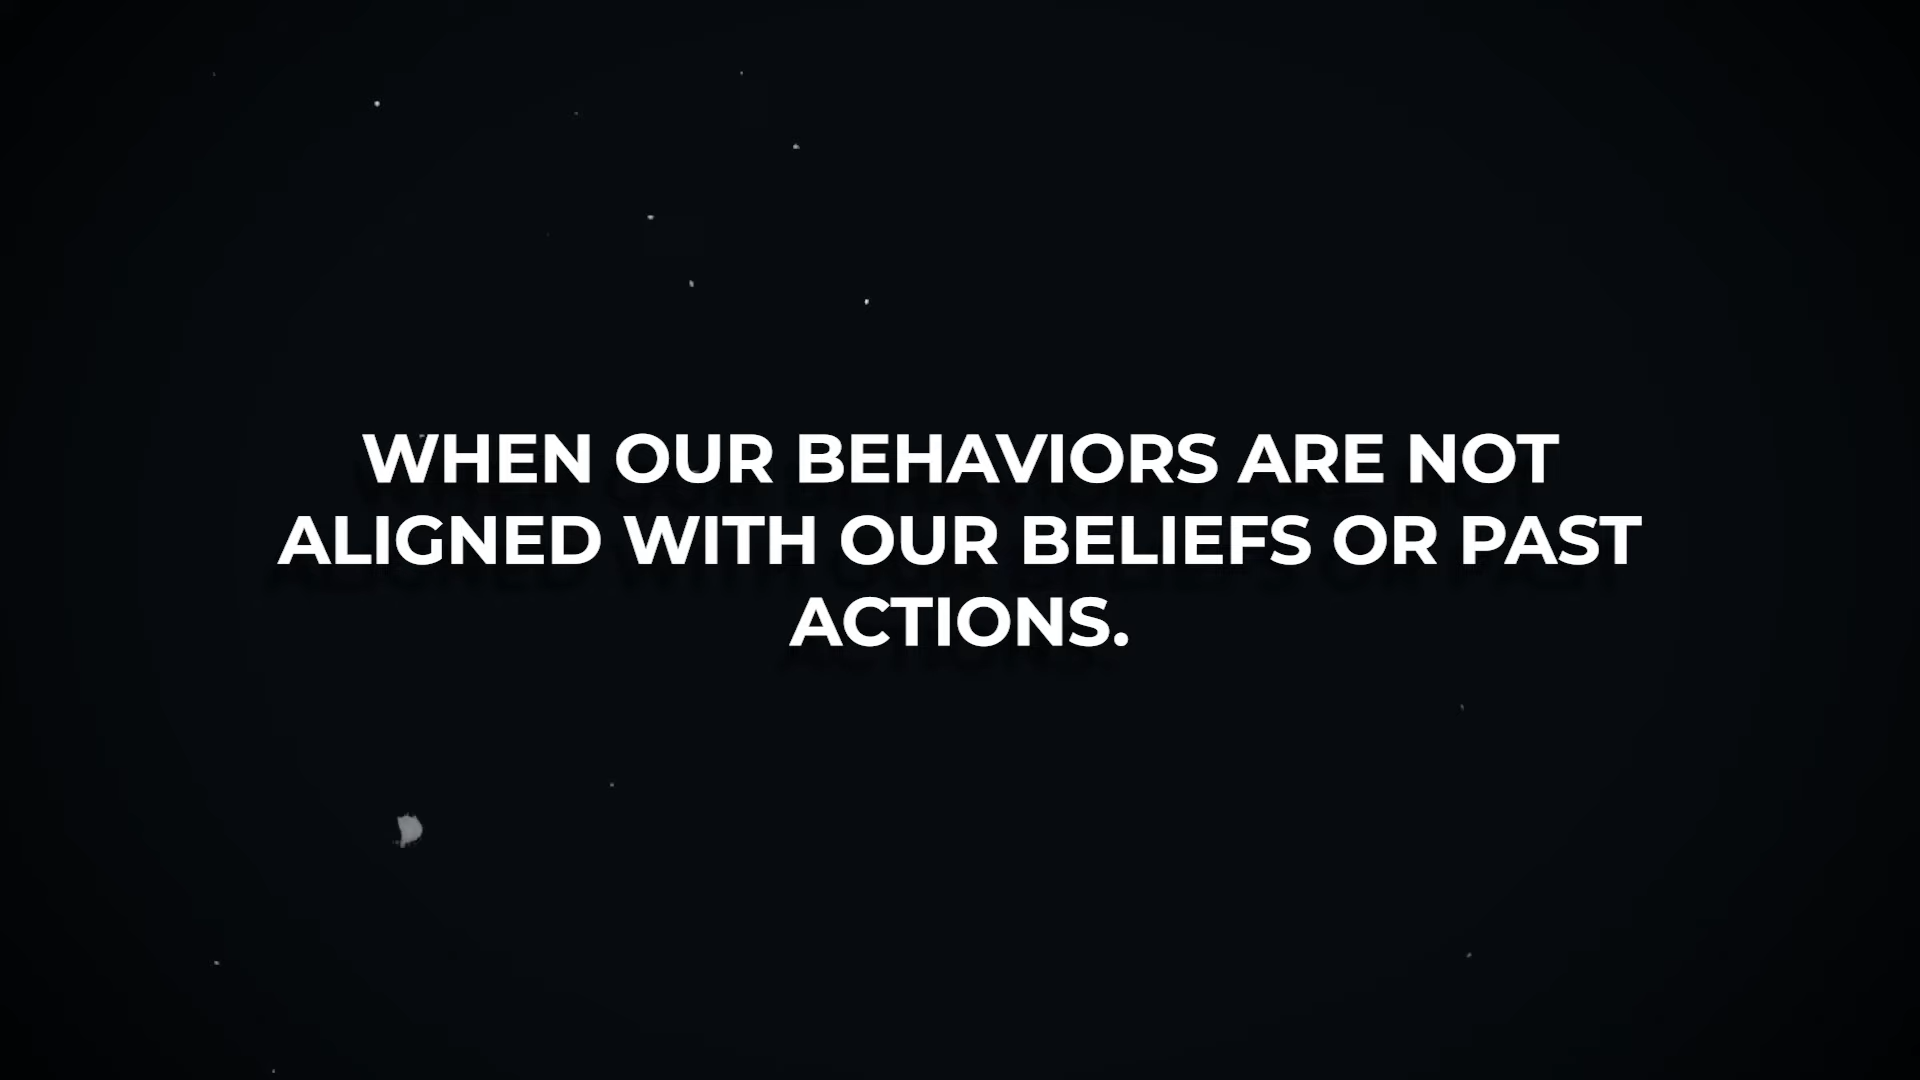 WHEN OUR BEHAVIORS ARE NOT
ALIGNED WITH OUR BELIEFS OR PAST
ACTIONS.